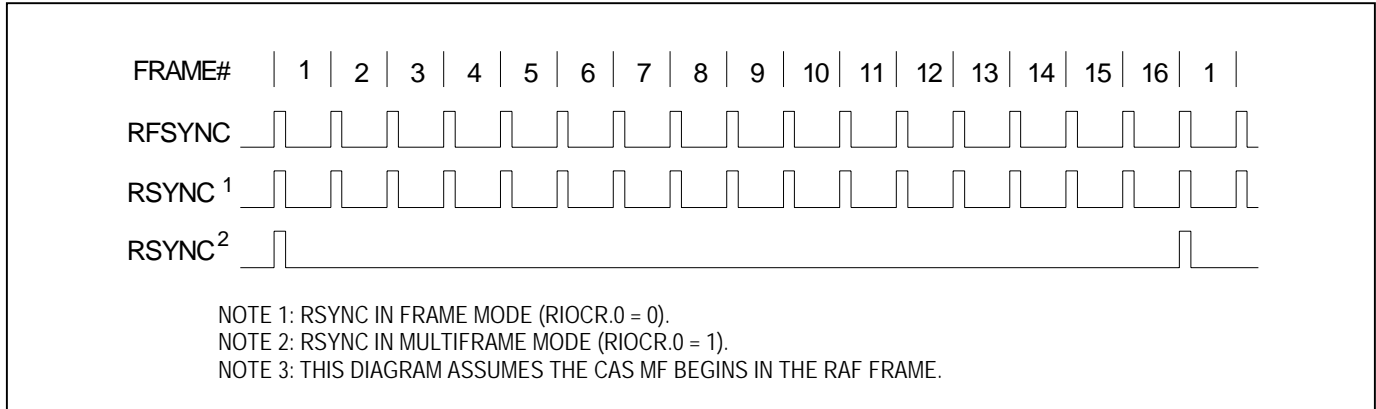 FRAME# 1 2 3 4 5 6 7 8 9 10 11 12 13 14 15 16 1
RFSYNC
RSYNC 1
RSYNC2
NOTE 1: RSYNC IN FRAME MODE (RIOCR.0 = 0).
NOTE 2: RSYNC IN MULTIFRAME MODE (RIOCR.0 = 1).
NOTE 3: THIS DIAGRAM ASSUMES THE CAS MF BEGINS IN THE RAF FRAME.